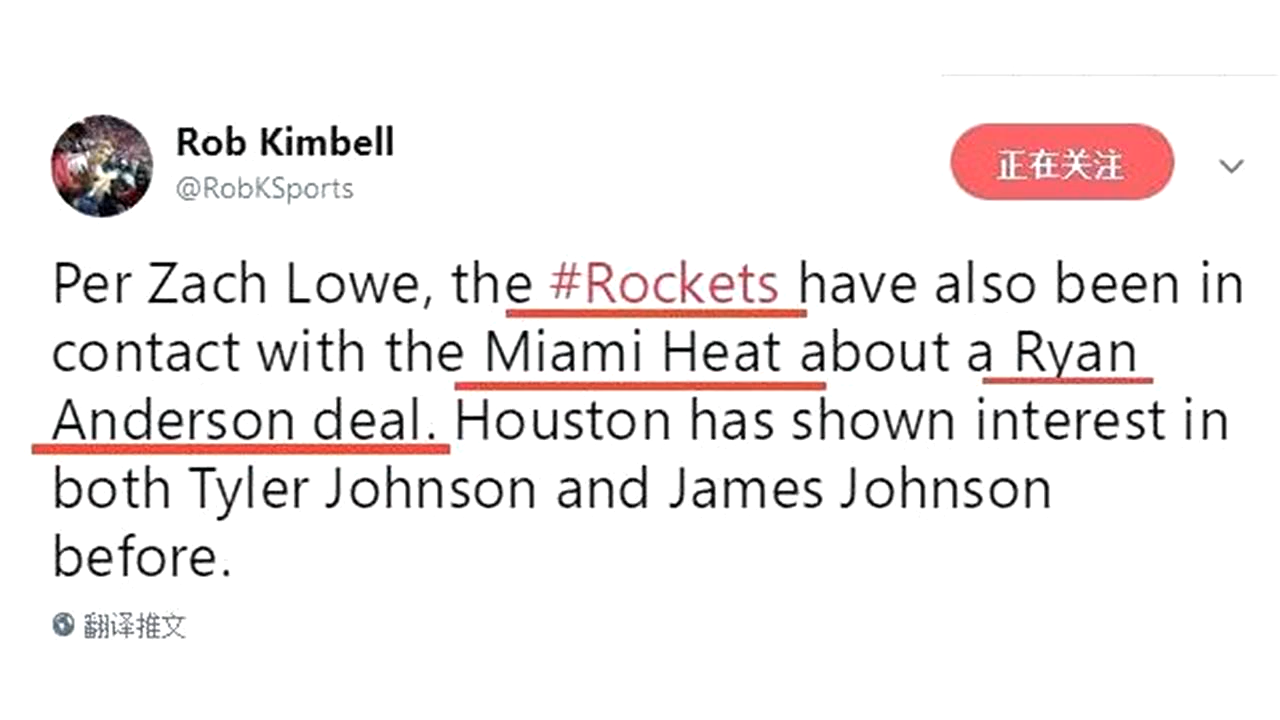 Rob Kimbell
@RobKSports
正在关注
Per Zach Lowe, the #Rockets have also been in
contact with the Miami Heat about a Ryan
Anderson deal. Houston has shown interest in
both Tyler Johnson and James Johnson
before.
翻译推文